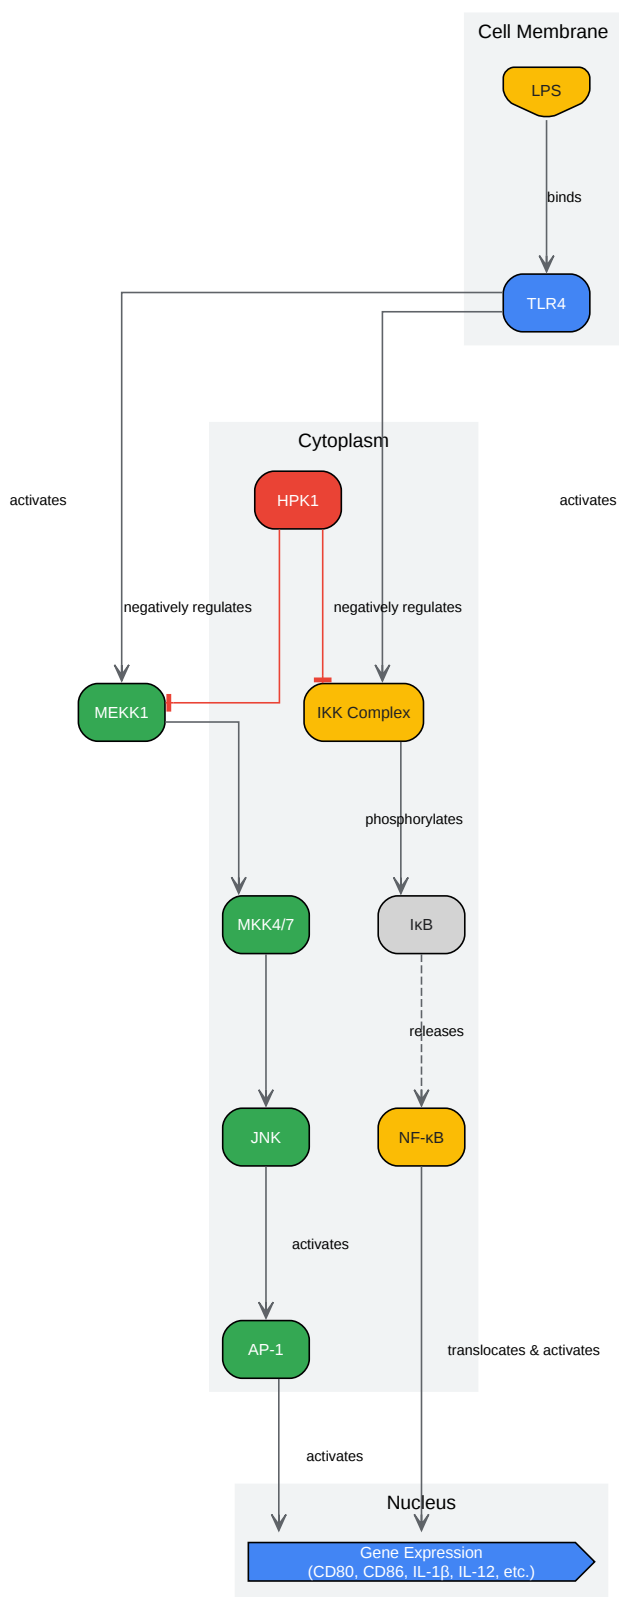 Cell Membrane
LPS
binds
TLR4
Cytoplasm
HPK1
activates
activates
negatively regulates
negatively regulates
MEKK1
IKK Complex
phosphorylates
MKK4/7
IκB
releases
JNK
NF-κB
activates
AP-1
translocates & activates
activates
Nucleus
Gene Expression
(CD80, CD86, IL-1β, IL-12, etc.)